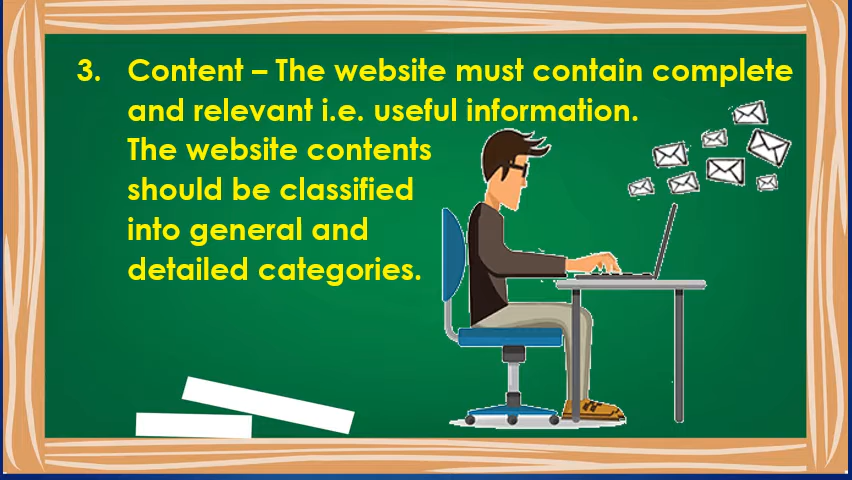 3. Content – The website must contain complete
and relevant i.e. useful information.
The website contents
should be classified
into general and
detailed categories.